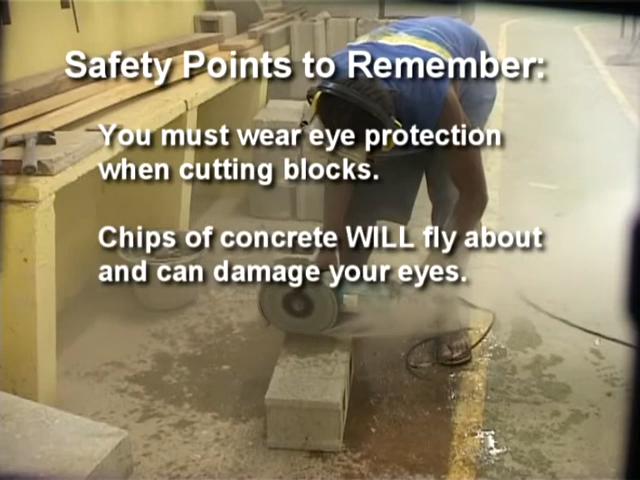 Safety Points to Remember:
You must wear eye protection
when cutting blocks.
Chips of concrete WILL fly about
and can damage your eyes.